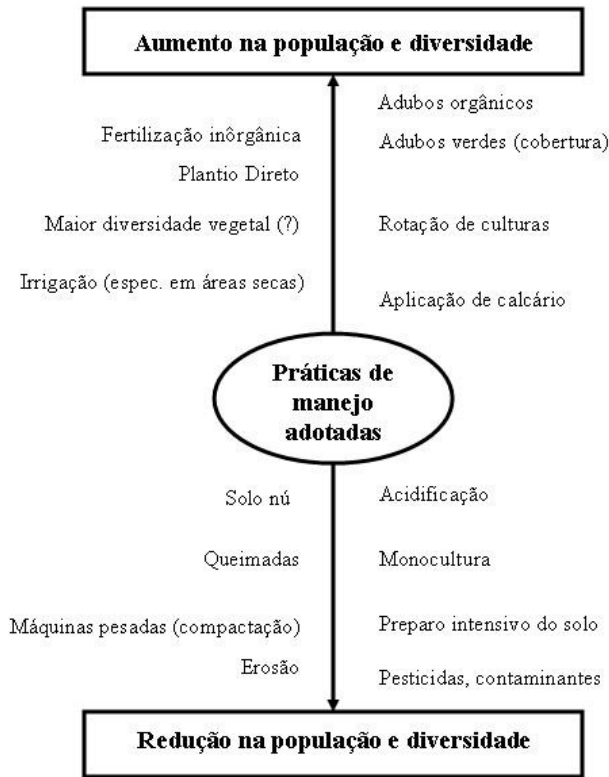 Aumento na população e diversidade
Adubos orgânicos
Fertilização inôrgânica
Adubos verdes (cobertura)
Plantio Direto
Maior diversidade vegetal (?)
Rotação de culturas
Irrigação (espec. em áreas secas)
Aplicação de calcário
Práticas de
manejo
adotadas
Solo nú
Acidificação
Queimadas
Monocultura
Máquinas pesadas (compactação)
Preparo intensivo do solo
Erosão
Pesticidas, contaminantes
Redução na população e diversidade